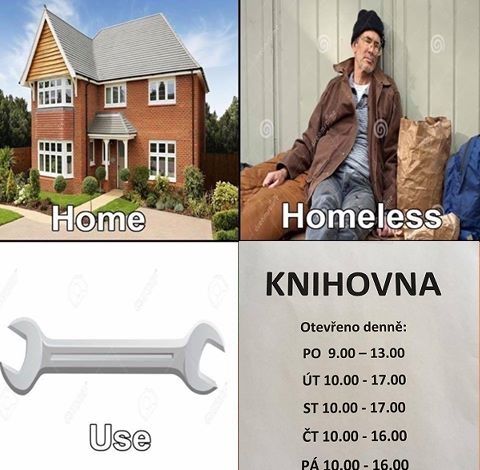 Home
Homeless
Use
KNIHOVNA
Otevřeno denně:
PO 9.00 – 13.00
ÚT 10.00 - 17.00
ST 10.00 - 17.00
ČT 10.00 - 16.00
PÁ 10.00 - 16.00